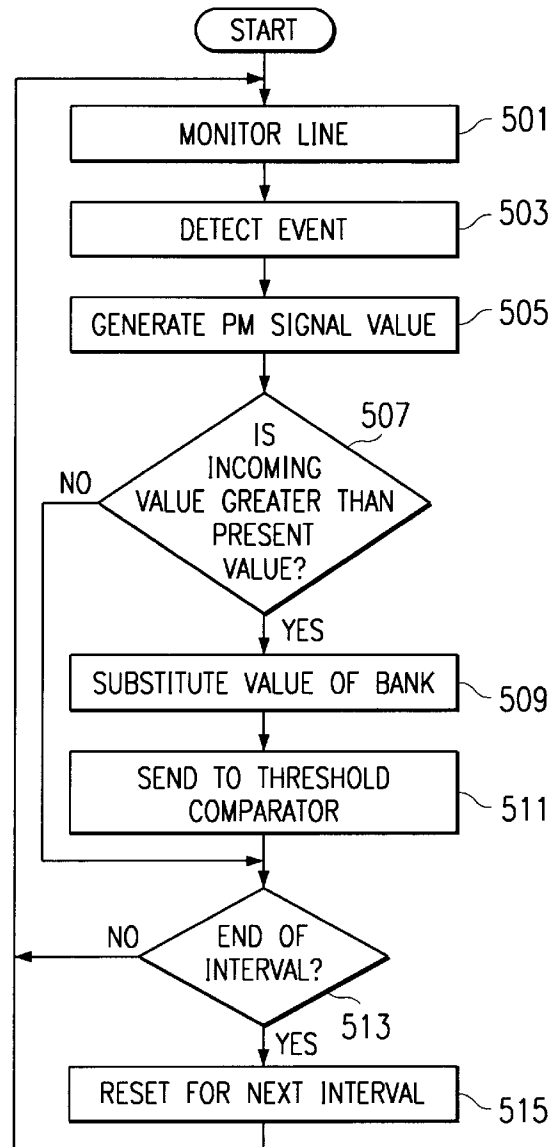 START
MONITOR LINE
501
DETECT EVENT
503
GENERATE PM SIGNAL VALUE
505
507
IS
INCOMING
VALUE GREATER THAN
PRESENT
VALUE?
NO
YES
SUBSTITUTE VALUE OF BANK
509
SEND TO THRESHOLD
COMPARATOR
511
NO
END OF
INTERVAL?
513
YES
RESET FOR NEXT INTERVAL
515